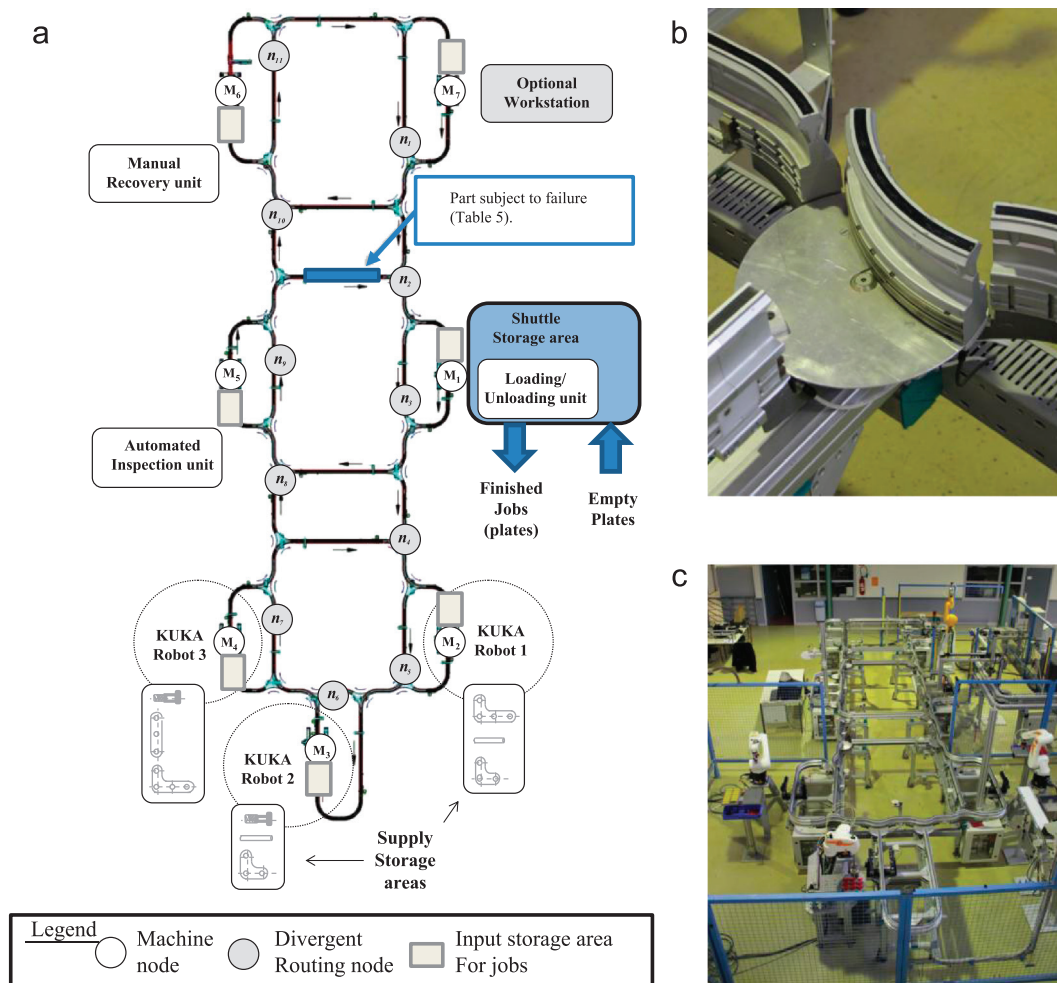 a
b
c
n11
M6
M7
Optional
Workstation
n1
Manual
Recovery unit
n10
Part subject to failure
(Table 5).
n2
Shuttle
Storage area
Loading/
Unloading unit
M1
n9
M5
n3
Automated
Inspection unit
n8
Finished
Jobs
(plates)
Empty
Plates
n4
n7
KUKA
Robot 3
M4
M2
KUKA
Robot 1
n5
n6
M3
KUKA
Robot 2
Supply
Storage
areas
Legend
Machine
node
Divergent
Routing node
Input storage area
For jobs